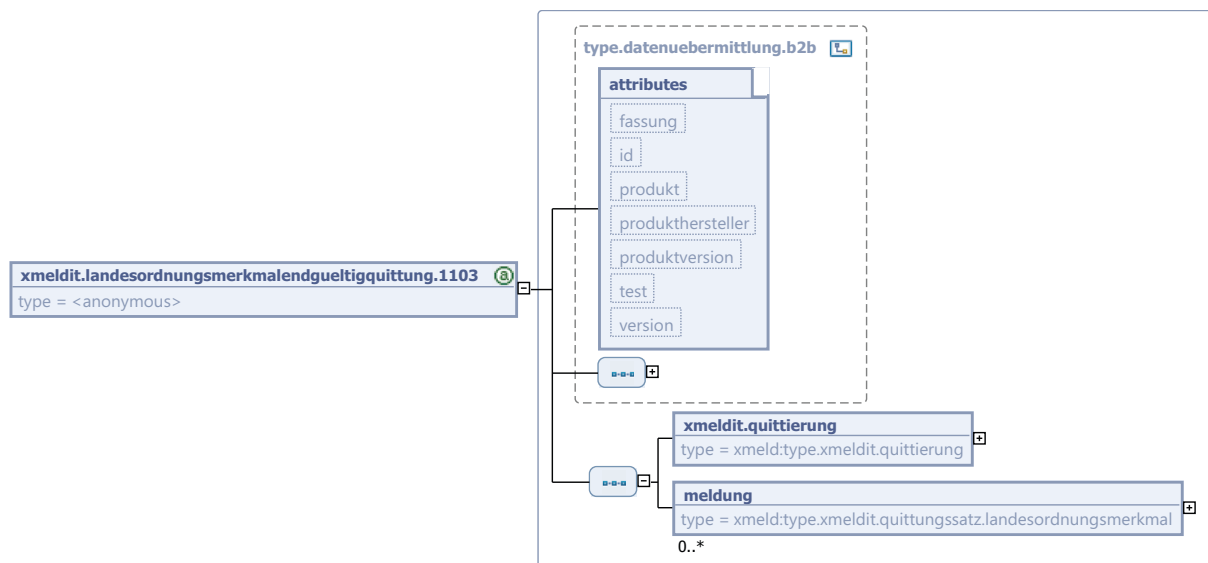 type.datenuebermittlung.b2b
attributes
fassung
id
produkt
produkthersteller
produktversion
test
version
xmeldit.landesordnungsmerkmalendgueltigquittung.1103
type = <anonymous>
xmeldit.quittierung
type = xmeld:type.xmeldit.quittierung
meldung
type = xmeld:type.xmeldit.quittungssatz.landesordnungsmerkmal
0..*